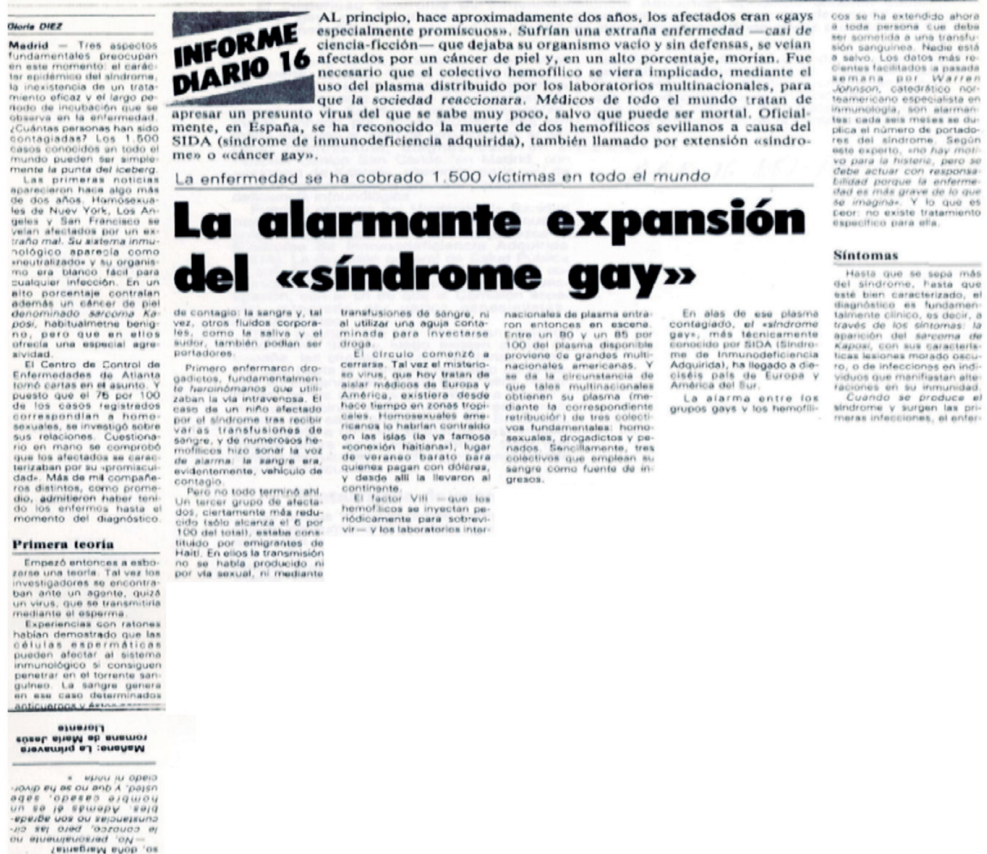 INFORME
DIARIO 16
AL principio, hace aproximadamente dos años, los afectados eran «gays
especialmente promiscuos». Sufrían una extraña enfermedad —casi de
ciencia-ficción— que dejaba su organismo vacío y sin defensas, se veían
afectados por un cáncer de piel y, en un alto porcentaje, morían. Fue
necesario que el colectivo hemofílico se viera implicado, mediante el
uso del plasma distribuido por los laboratorios multinacionales, para
que la sociedad reaccionara. Médicos de todo el mundo tratan de
apresar un presunto virus del que se sabe muy poco, salvo que puede ser mortal. Oficial-
mente, en España, se ha reconocido la muerte de dos hemofílicos sevillanos a causa del
SIDA (síndrome de inmunodeficiencia adquirida), también llamado por extensión «síndro-
me» o «cáncer gay».
La enfermedad se ha cobrado 1.500 víctimas en todo el mundo
La alarmante expansión
del «síndrome gay»
Gloria DIEZ
Madrid — Tres aspectos
fundamentales preocupan
en este momento: el carác-
ter epidémico del síndrome,
la inexistencia de un trata-
miento eficaz y el largo pe-
ríodo de incubación que se
observa en la enfermedad.
¿Cuántas personas han sido
contagiadas? Los 1.500
casos conocidos en todo el
mundo pueden ser simple-
mente la punta del iceberg.
Las primeras noticias
aparecieron hace algo más
de dos años. Homosexua-
les de Nuev York, Los An-
geles y San Francisco se
veían afectados por un ex-
traño mal. Su sistema inmu-
nológico aparecía como
«neutralizado» y su organis-
mo era blanco fácil para
cualquier infección. En un
alto porcentaje contraían
además un cáncer de piel
denominado sarcoma Ka-
posi, habitualmetne benig-
no, pero que en ellos
ofrecía una especial agre-
sividad.
El Centro de Control de
Enfermedades de Atlanta
tomó cartas en el asunto. Y
puesto que el 76 por 100
de los casos registrados
correspondían a homo-
sexuales, se investigó sobre
sus relaciones. Cuestiona-
rio en mano se comprobó
que los afectados se carac-
terizaban por su «promiscui-
dad». Más de mil compañe-
ros distintos, como prome-
dio, admitieron haber teni-
do los enfermos hasta el
momento del diagnóstico.
Primera teoría
Empezó entonces a esbo-
zarse una teoría. Tal vez los
investigadores se encontra-
ban ante un agente, quizá
un virus, que se transmitiría
mediante el esperma.
Experiencias con ratones
habían demostrado que las
células espermáticas
pueden afectar al sistema
inmunológico si consiguen
penetrar en el torrente san-
guíneo. La sangre genera
en ese caso determinados
anticuerpos y éstos
de contagio: la sangre y, tal
vez, otros fluidos corpora-
les, como la saliva y el
sudor, también podían ser
portadores.
Primero enfermaron dro-
gadictos, fundamentalmen-
te heroinómanos que utili-
zaban la vía intravenosa. El
caso de un niño afectado
por el síndrome tras recibir
varas transfusiones de
sangre, y de numerosos he-
mofílicos hizo sonar la voz
de alarma: la sangre era,
evidentemente, vehículo de
contagio.
Pero no todo terminó ahí.
Un tercer grupo de afecta-
dos, ciertamente más redu-
cido (sólo alcanza el 6 por
100 del total), estaba cons-
tituido por emigrantes de
Haití. En ellos la transmisión
no se había producido ni
por vía sexual, ni mediante
transfusiones de sangre, ni
al utilizar una aguja conta-
minada para inyectarse
droga.
El círculo comenzó a
cerrarse. Tal vez el misterio-
so virus, que hoy tratan de
aislar médicos de Europa y
América, existiera desde
hace tiempo en zonas tropi-
cales. Homosexuales ame-
ricanos lo habrían contraído
en las islas (la ya famosa
«conexión haitiana»), lugar
de veraneo barato para
quienes pagan con dólares,
y desde allí la llevaron al
continante.
El factor VIII —que los
hemofílicos se inyectan pe-
riódicamente para sobrevi-
vir— y los laboratorios inter-
nacionales de plasma entra-
ron entonces en escena.
Entre un 80 y un 85 por
100 del plasma disponible
proviene de grandes multi-
nacionales americanas. Y
se da la circunstancia de
que tales multinacionales
obtienen su plasma (me-
diante la correspondiente
retribución) de tres colecti-
vos fundamentales: homo-
sexuales, drogadictos y pe-
nados. Sencillamente, tres
colectivos que emplean su
sangre como fuente de in-
gresos.
En alas de ese plasma
contagiado, el «síndrome
gay», más técnicamente
conocido por SIDA (Síndro-
me de Inmunodeficiencia
Adquirida), ha llegado a die-
ciséis país de Europa y
América del Sur.
La alarma entre los
grupos gays y los hemofíli-
cos se ha extendido ahora
a toda persona que deba
ser sometida a una transfu-
sión sanguínea. Nadie está
a salvo. Los datos más re-
cientes facilitados la pasada
semana por Warren
Johnson, catedrático nor-
teamericano especialista en
inmunología, son alarman-
tes: cada seis meses se du-
plica el número de portado-
res del síndrome. Según
este experto, «no hay moti-
vo para la histeria, pero se
debe actuar con responsa-
bilidad porque la enferme-
dad es más grave de lo que
se imagina». Y lo que es
peor: no existe tratamiento
específico para ella.
Síntomas
Hasta que se sepa más
del síndrome, hasta que
esté bien caracterizado, el
diagnóstico es fundamen-
talmente clínico, es decir, a
través de los síntomas: la
aparición del sarcoma de
Kaposi, con sus caracterís-
ticas lesiones morado oscu-
ro, o de infecciones en indi-
viduos que manifiestan alte-
raciones en su inmunidad.
Cuando se produce el
síndrome y surgen las pri-
meras infecciones, el enfer-
so, doña Margarita?
—No, personalmente no
le conozco, pero las cir-
cunstancias no son agrada-
bles. Además él es un
hombre casado, sabe
usted, y que no se ha divor-
ciado ni nada.»
Mañana: La primavera
romana de María Jesús
Llorente